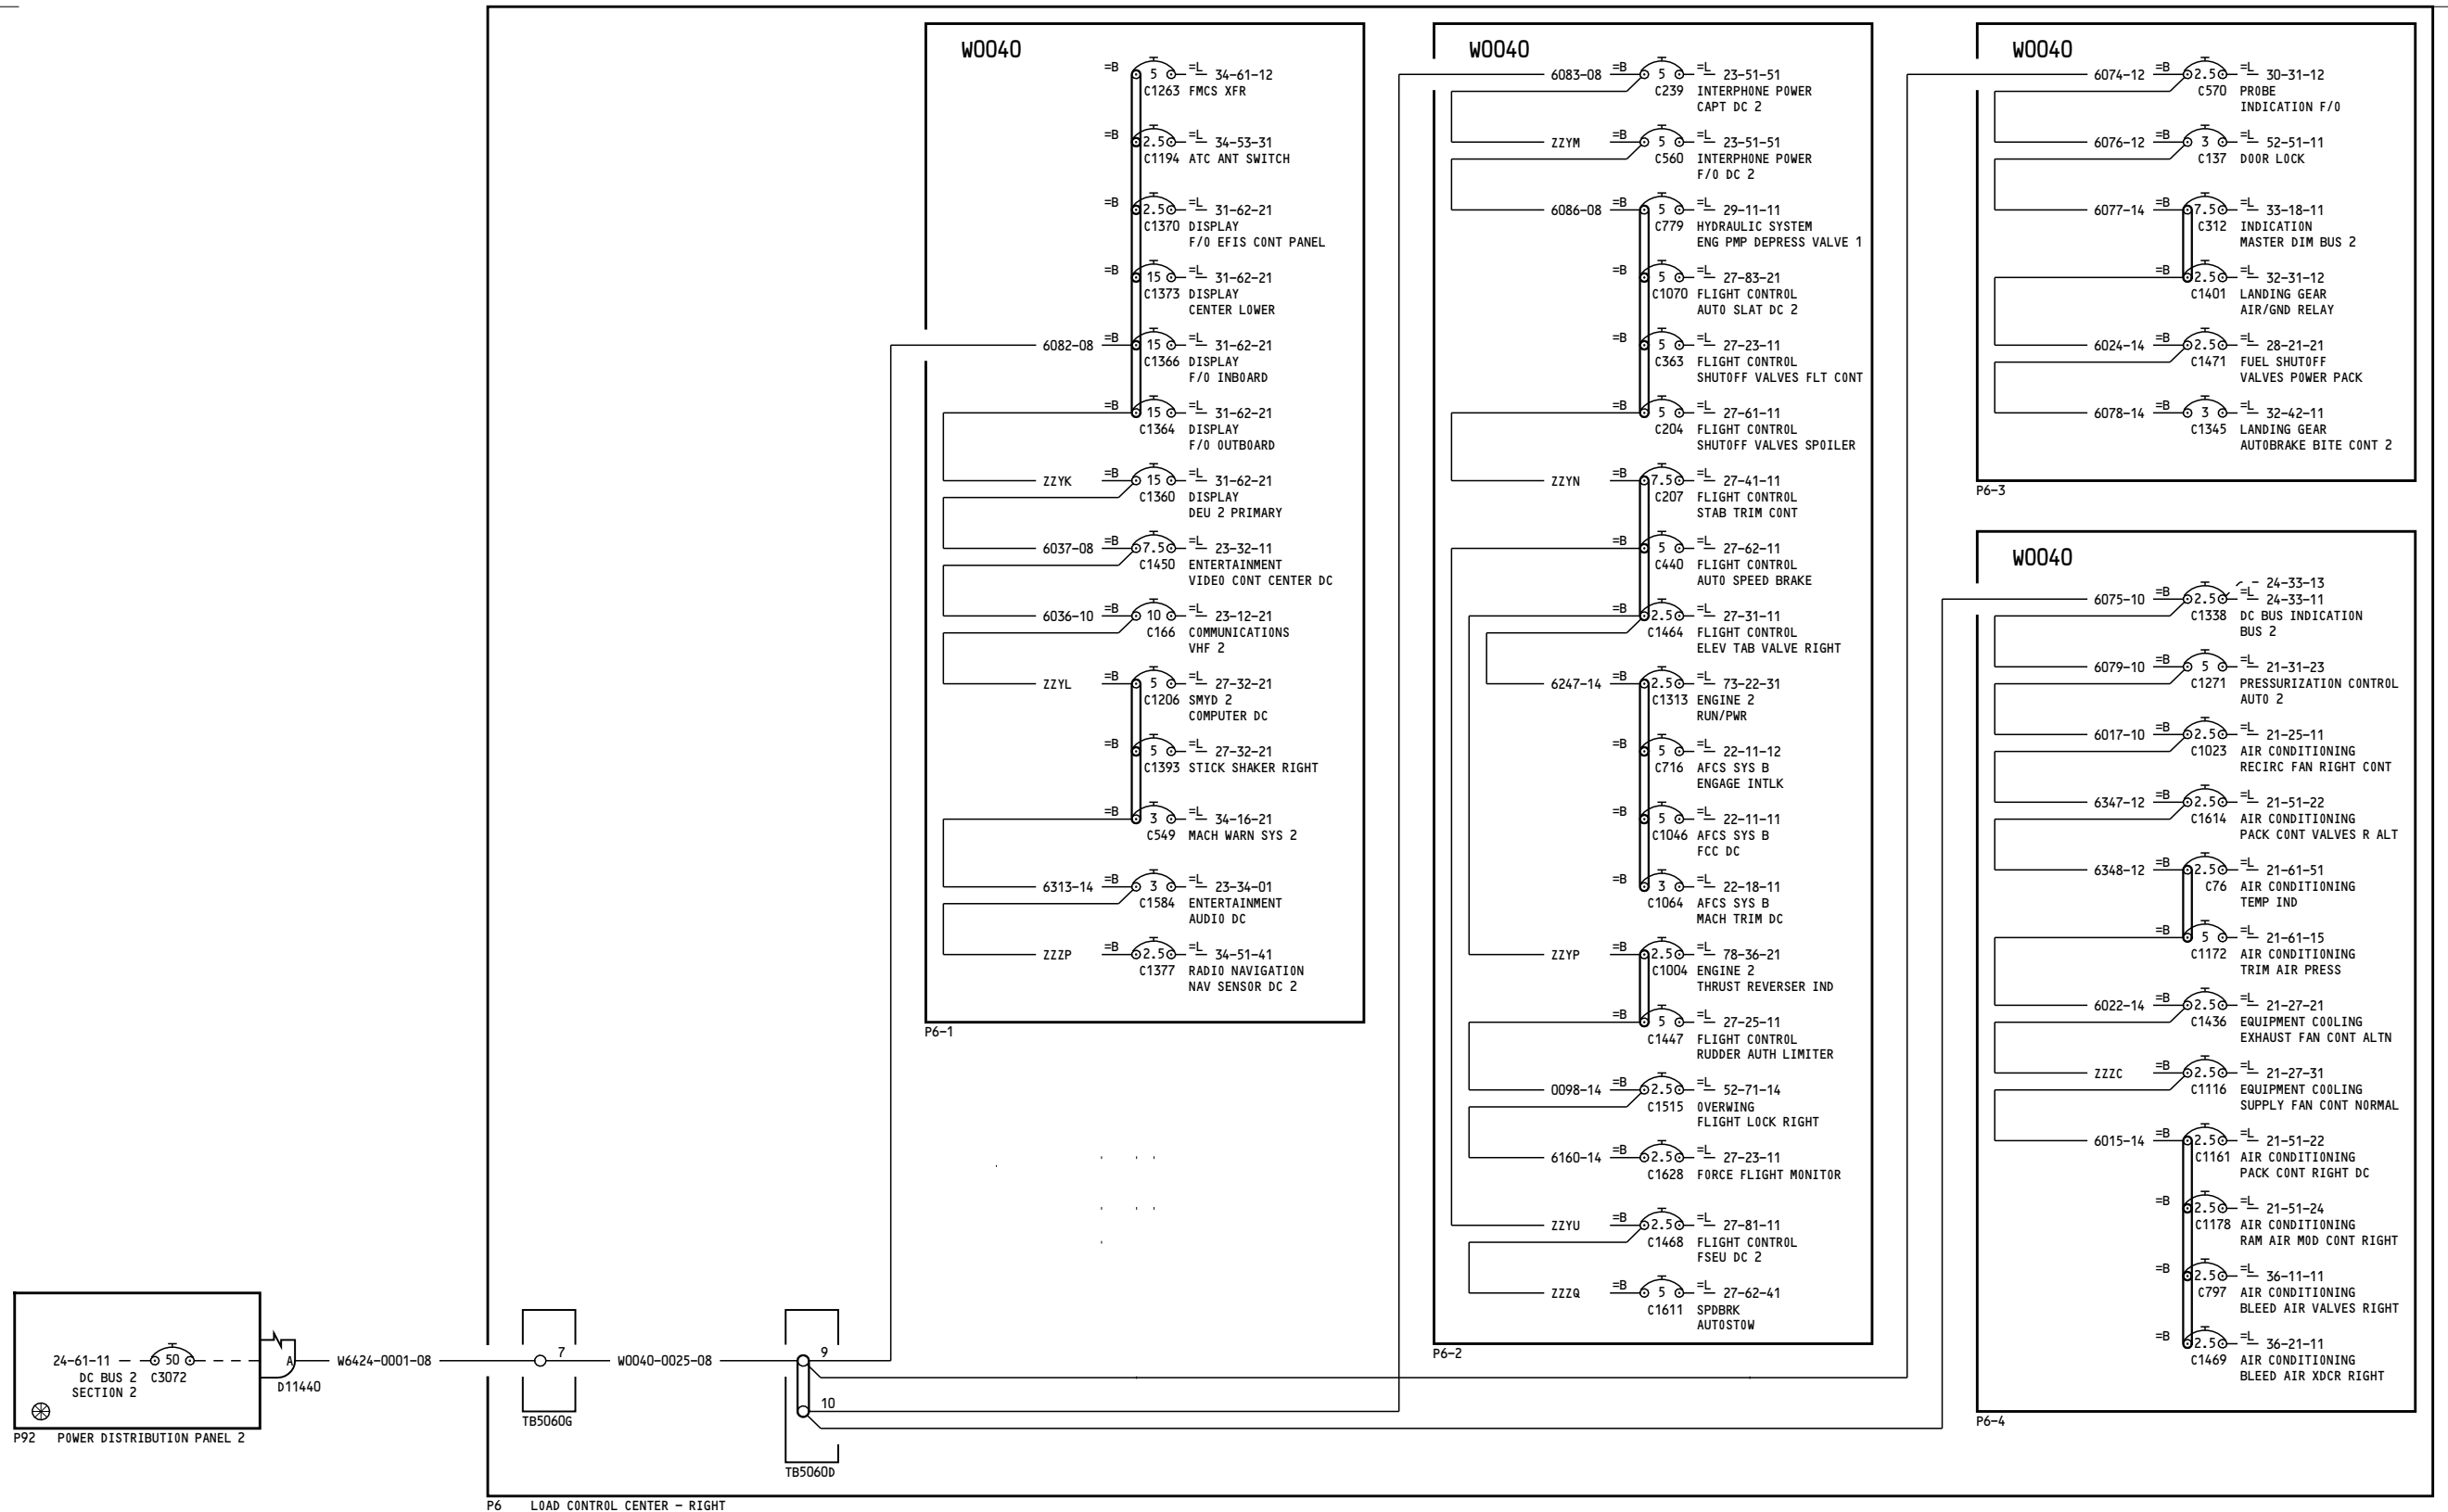 W0040
=B 5 =L 34-61-12
C1263 FMCS XFR
=B 2.5 =L 34-53-31
C1194 ATC ANT SWITCH
=B 2.5 =L 31-62-21
C1370 DISPLAY
F/O EFIS CONT PANEL
=B 15 =L 31-62-21
C1373 DISPLAY
CENTER LOWER
6082-08 =B 15 =L 31-62-21
C1366 DISPLAY
F/O INBOARD
=B 15 =L 31-62-21
C1364 DISPLAY
F/O OUTBOARD
ZZYK =B 15 =L 31-62-21
C1360 DISPLAY
DEU 2 PRIMARY
6037-08 =B 7.5 =L 23-32-11
C1450 ENTERTAINMENT
VIDEO CONT CENTER DC
6036-10 =B 10 =L 23-12-21
C166 COMMUNICATIONS
VHF 2
ZZYL =B 5 =L 27-32-21
C1206 SMYD 2
COMPUTER DC
=B 5 =L 27-32-21
C1393 STICK SHAKER RIGHT
=B 3 =L 34-16-21
C549 MACH WARN SYS 2
6313-14 =B 3 =L 23-34-01
C1584 ENTERTAINMENT
AUDIO DC
ZZZP =B 2.5 =L 34-51-41
C1377 RADIO NAVIGATION
NAV SENSOR DC 2
P6-1
W0040
6083-08 =B 5 =L 23-51-51
C239 INTERPHONE POWER
CAPT DC 2
ZZYM =B 5 =L 23-51-51
C560 INTERPHONE POWER
F/O DC 2
6086-08 =B 5 =L 29-11-11
C779 HYDRAULIC SYSTEM
ENG PMP DEPRESS VALVE 1
=B 5 =L 27-83-21
C1070 FLIGHT CONTROL
AUTO SLAT DC 2
=B 5 =L 27-23-11
C363 FLIGHT CONTROL
SHUTOFF VALVES FLT CONT
=B 5 =L 27-61-11
C204 FLIGHT CONTROL
SHUTOFF VALVES SPOILER
ZZYN =B 7.5 =L 27-41-11
C207 FLIGHT CONTROL
STAB TRIM CONT
=B 5 =L 27-62-11
C440 FLIGHT CONTROL
AUTO SPEED BRAKE
=B 2.5 =L 27-31-11
C1464 FLIGHT CONTROL
ELEV TAB VALVE RIGHT
6247-14 =B 2.5 =L 73-22-31
C1313 ENGINE 2
RUN/PWR
=B 5 =L 22-11-12
C716 AFCS SYS B
ENGAGE INTLK
=B 5 =L 22-11-11
C1046 AFCS SYS B
FCC DC
=B 3 =L 22-18-11
C1064 AFCS SYS B
MACH TRIM DC
ZZYP =B 2.5 =L 78-36-21
C1004 ENGINE 2
THRUST REVERSER IND
=B 5 =L 27-25-11
C1447 FLIGHT CONTROL
RUDDER AUTH LIMITER
0098-14 =B 2.5 =L 52-71-14
C1515 OVERWING
FLIGHT LOCK RIGHT
6160-14 =B 2.5 =L 27-23-11
C1628 FORCE FLIGHT MONITOR
ZZYU =B 2.5 =L 27-81-11
C1468 FLIGHT CONTROL
FSEU DC 2
ZZZQ =B 5 =L 27-62-41
C1611 SPDBRK
AUTOSTOW
P6-2
W0040
6074-12 =B 2.5 =L 30-31-12
C570 PROBE
INDICATION F/O
6076-12 =B 3 =L 52-51-11
C137 DOOR LOCK
6077-14 =B 7.5 =L 33-18-11
C312 INDICATION
MASTER DIM BUS 2
=B 2.5 =L 32-31-12
C1401 LANDING GEAR
AIR/GND RELAY
6024-14 =B 2.5 =L 28-21-21
C1471 FUEL SHUTOFF
VALVES POWER PACK
6078-14 =B 3 =L 32-42-11
C1345 LANDING GEAR
AUTOBRAKE BITE CONT 2
P6-3
W0040
24-33-13
6075-10 =B 2.5 =L 24-33-11
C1338 DC BUS INDICATION
BUS 2
6079-10 =B 5 =L 21-31-23
C1271 PRESSURIZATION CONTROL
AUTO 2
6017-10 =B 2.5 =L 21-25-11
C1023 AIR CONDITIONING
RECIRC FAN RIGHT CONT
6347-12 =B 2.5 =L 21-51-22
C1614 AIR CONDITIONING
PACK CONT VALVES R ALT
6348-12 =B 2.5 =L 21-61-51
C76 AIR CONDITIONING
TEMP IND
=B 5 =L 21-61-15
C1172 AIR CONDITIONING
TRIM AIR PRESS
6022-14 =B 2.5 =L 21-27-21
C1436 EQUIPMENT COOLING
EXHAUST FAN CONT ALTN
ZZZC =B 2.5 =L 21-27-31
C1116 EQUIPMENT COOLING
SUPPLY FAN CONT NORMAL
6015-14 =B 2.5 =L 21-51-22
C1161 AIR CONDITIONING
PACK CONT RIGHT DC
=B 2.5 =L 21-51-24
C1178 AIR CONDITIONING
RAM AIR MOD CONT RIGHT
=B 2.5 =L 36-11-11
C797 AIR CONDITIONING
BLEED AIR VALVES RIGHT
=B 2.5 =L 36-21-11
C1469 AIR CONDITIONING
BLEED AIR XDCR RIGHT
P6-4
24-61-11 50 A W6424-0001-08 7 W0040-0025-08 9
DC BUS 2 C3072
SECTION 2
D11440
10
TB5060G
P92 POWER DISTRIBUTION PANEL 2
TB5060D
P6 LOAD CONTROL CENTER - RIGHT